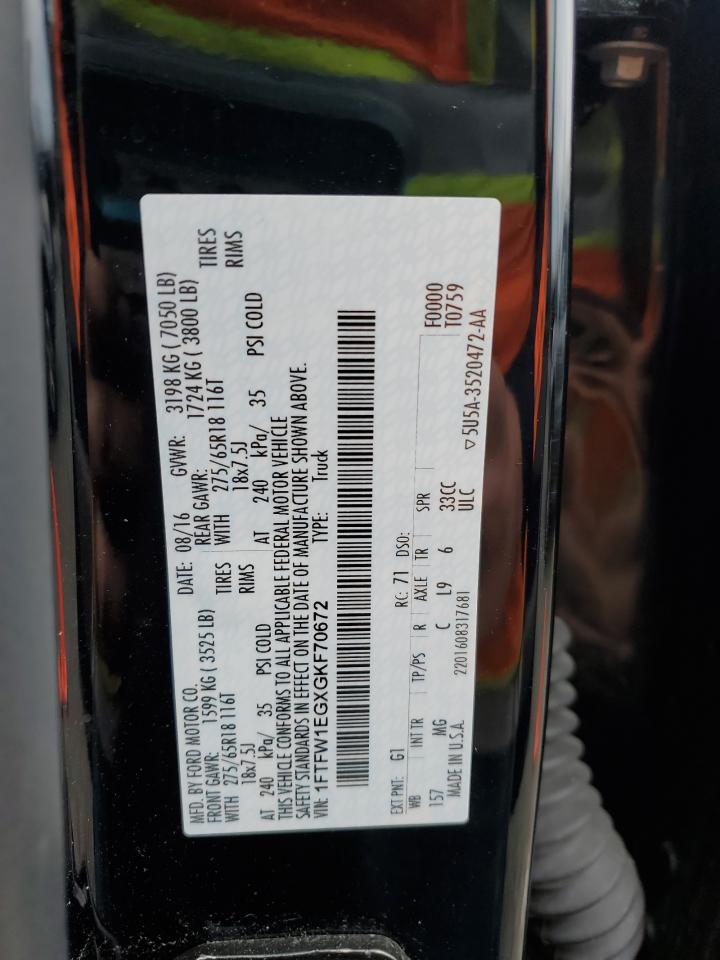 MFD. BY FORD MOTOR CO.
DATE: 08/16 GVWR: 3198 KG ( 7050 LB)
FRONT GAWR: 1599 KG ( 3525 LB) REAR GAWR: 1724 KG ( 3800 LB)
WITH 275/65R18 116T TIRES WITH 275/65R18 116T TIRES
18x7.5J RIMS 18x7.5J RIMS
AT 240 kPa/ 35 PSI COLD AT 240 kPa/ 35 PSI COLD
THIS VEHICLE CONFORMS TO ALL APPLICABLE FEDERAL MOTOR VEHICLE
SAFETY STANDARDS IN EFFECT ON THE DATE OF MANUFACTURE SHOWN ABOVE.
VIN: 1FTFW1EGXGKF70672 TYPE: Truck
EXT PNT: G1 RC: 71 DSO: F0000
WB INT TR TP/PS R AXLE TR SPR T0759
157 MG C L9 6 33CC
MADE IN U.S.A. 2201608317681 ULC ▽5U5A-3520472-AA